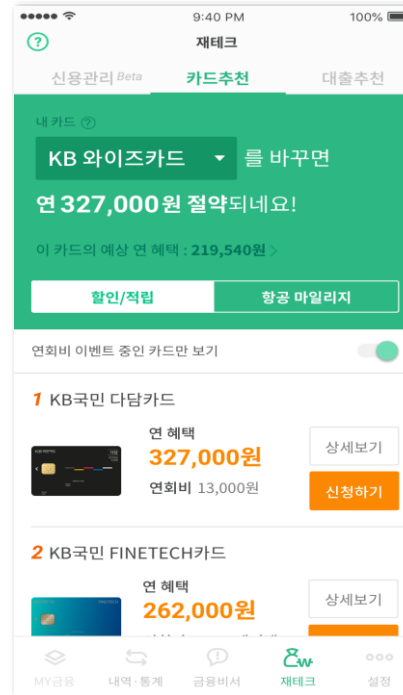 9:40 PM 100%
?
재테크
신용관리 Beta 카드추천 대출추천
내 카드 ?
KB 와이즈카드 를 바꾸면
연 327,000원 절약되네요!
이 카드의 예상 연 혜택 : 219,540원 >
할인/적립 항공 마일리지
연회비 이벤트 중인 카드만 보기
1 KB국민 다담카드
연 혜택
327,000원
연회비 13,000원
상세보기
신청하기
2 KB국민 FINETECH카드
연 혜택
262,000원
상세보기
MY금융 내역·통계 금융비서 재테크 설정